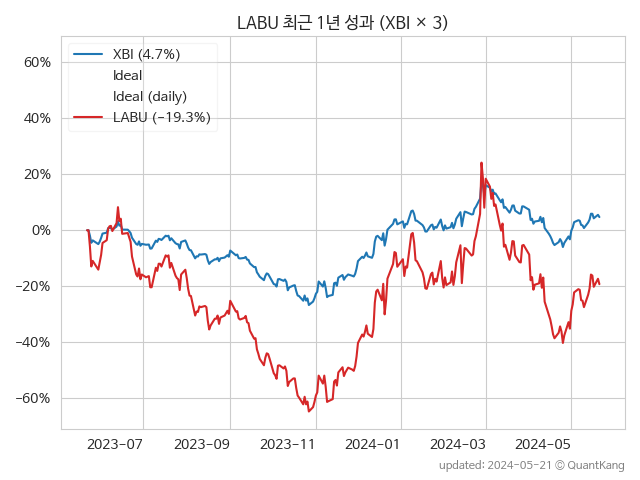 LABU 최근 1년 성과 (XBI × 3)
XBI (4.7%)
Ideal
Ideal (daily)
LABU (−19.3%)
60%
40%
20%
0%
−20%
−40%
−60%
2023−07
2023−09
2023−11
2024−01
2024−03
2024−05
updated: 2024-05-21 © QuantKang